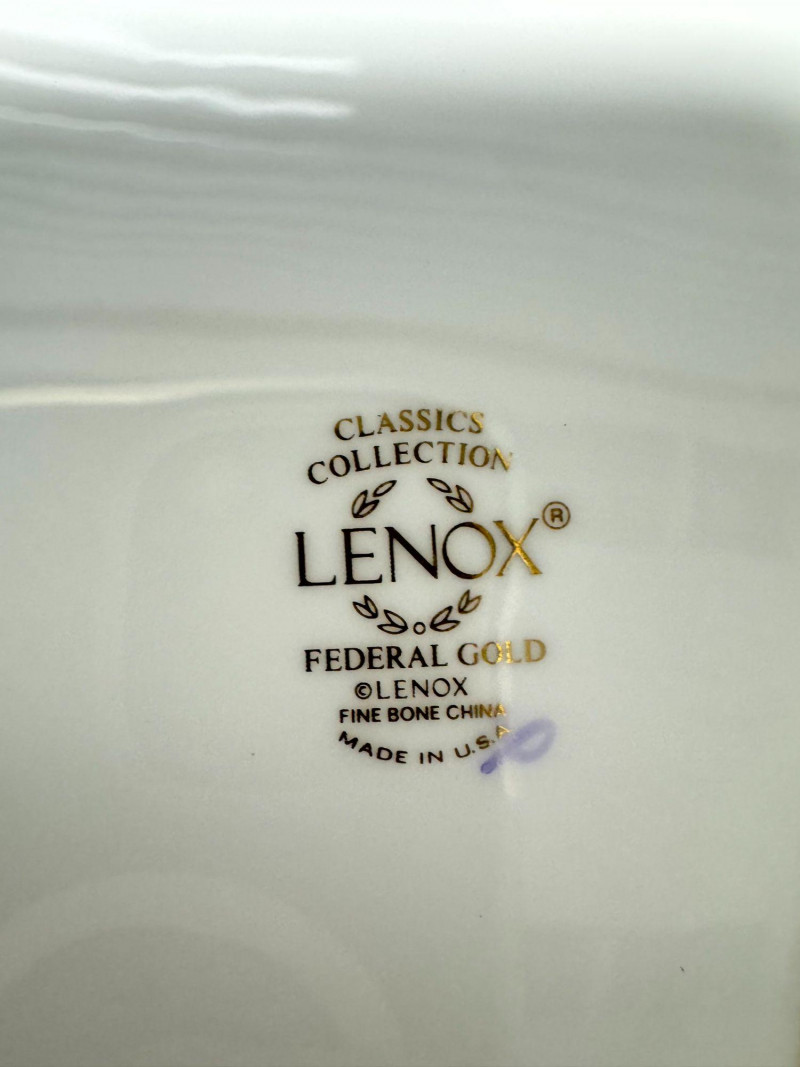 CLASSICS
COLLECTION
LENOX®
FEDERAL GOLD
©LENOX
FINE BONE CHINA
MADE IN U.S.A